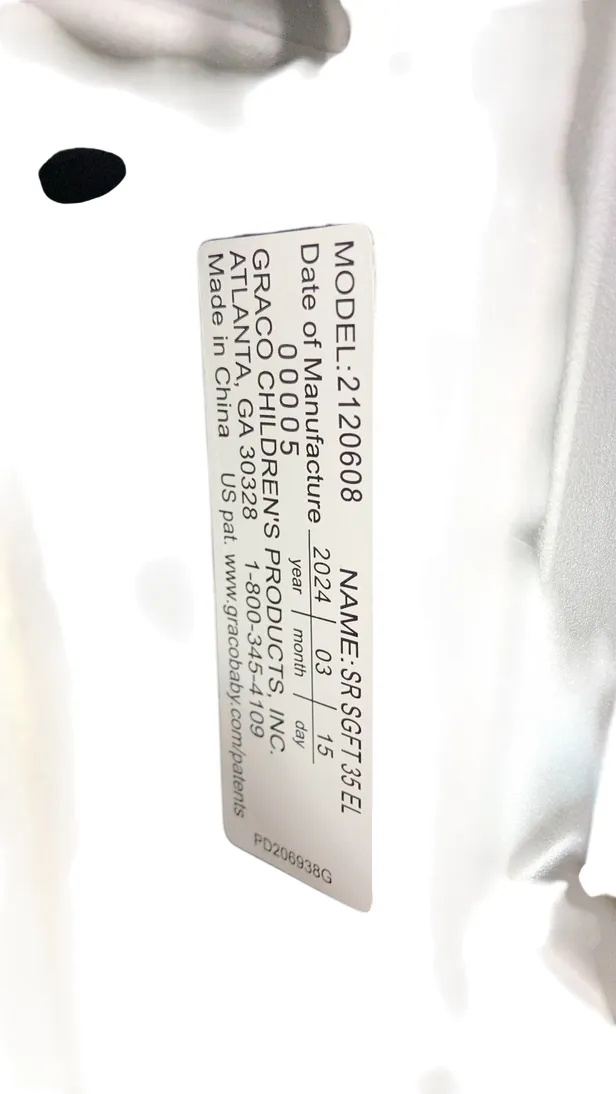 MODEL:2120608 NAME:SR SGFT 35 EL
Date of Manufacture 2024 / 03 / 15
year / month / day
00005
GRACO CHILDREN'S PRODUCTS, INC.
ATLANTA, GA 30328 1-800-345-4109
Made in China US pat. www.gracobaby.com/patents
PD206938G